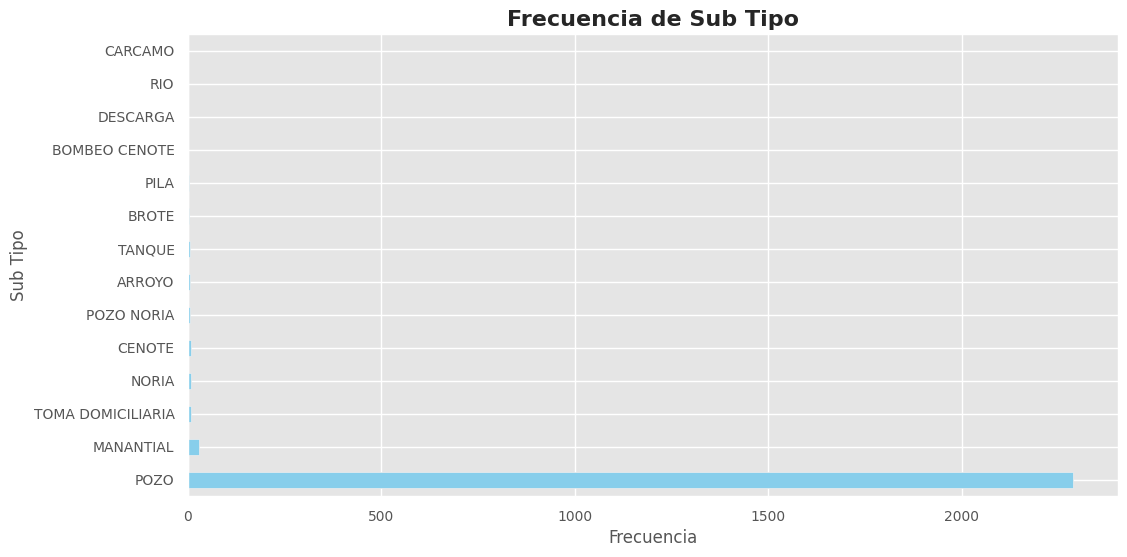 Frecuencia de Sub Tipo
CARCAMO
RIO
DESCARGA
BOMBEO CENOTE
PILA
BROTE
TANQUE
ARROYO
POZO NORIA
CENOTE
NORIA
TOMA DOMICILIARIA
MANANTIAL
POZO
Sub Tipo
0 500 1000 1500 2000
Frecuencia